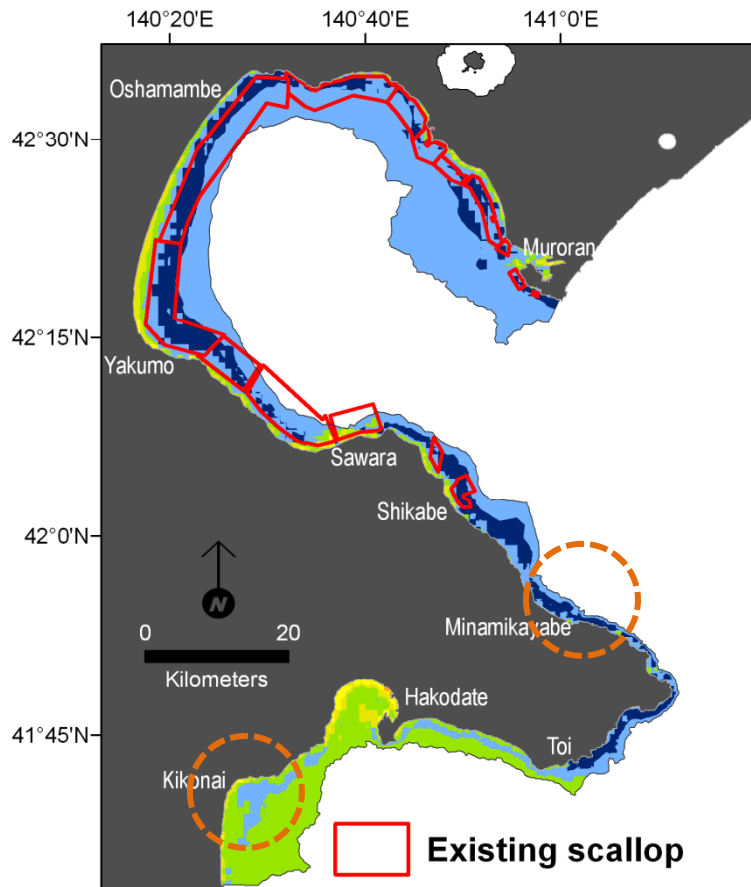 140°20'E 140°40'E 141°0'E
Oshamambe
42°30'N
Muroran
42°15'N
Yakumo
Sawara
Shikabe
42°0'N
N
0 20
Kilometers
Minamikayabe
Hakodate
41°45'N
Toi
Kikonai
Existing scallop